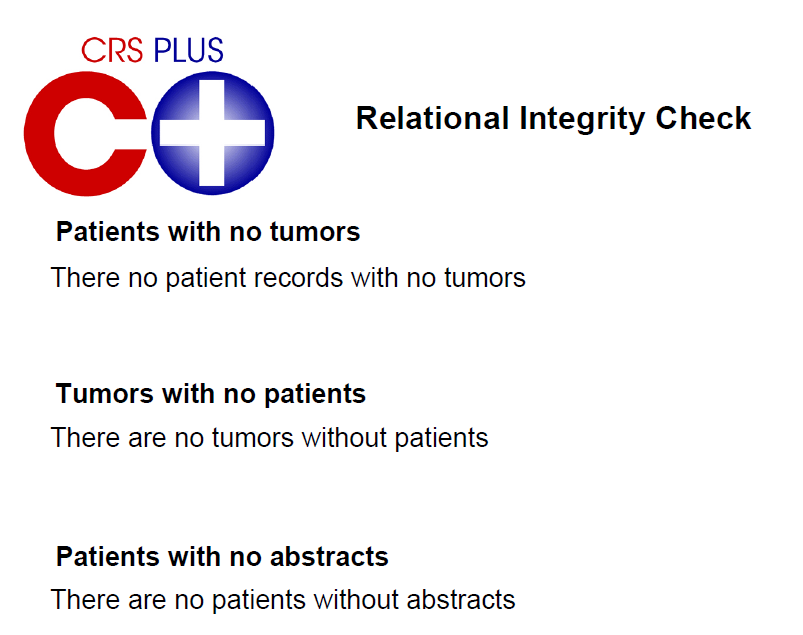 CRS PLUS
Relational Integrity Check
Patients with no tumors
There no patient records with no tumors
Tumors with no patients
There are no tumors without patients
Patients with no abstracts
There are no patients without abstracts